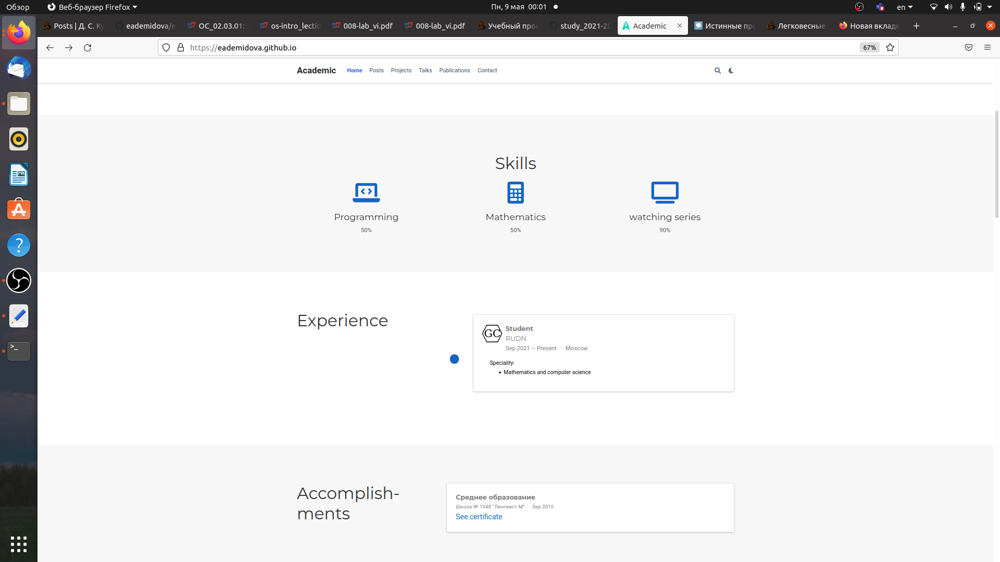 Обзор
Веб-браузер Firefox
Пн, 9 мая 00:01
en
Posts | Д. С. Ку
eademidova/e
ОС_02.03.01:
os-intro_lectio
008-lab_vi.pdf
008-lab_vi.pdf
Учебный прое
study_2021-20
Academic
Истинные пр
Легковесные
Новая вкладк
https://eademidova.github.io
67%
Academic
Home
Posts
Projects
Talks
Publications
Contact
Skills
Programming
50%
Mathematics
50%
watching series
90%
Experience
GC
Student
RUDN
Sep 2021 – Present · Moscow
Speciality:
• Mathematics and computer science
Accomplish-
ments
Среднее образование
Школа № 1948 “Лингвист-М” · Sep 2010
See certificate